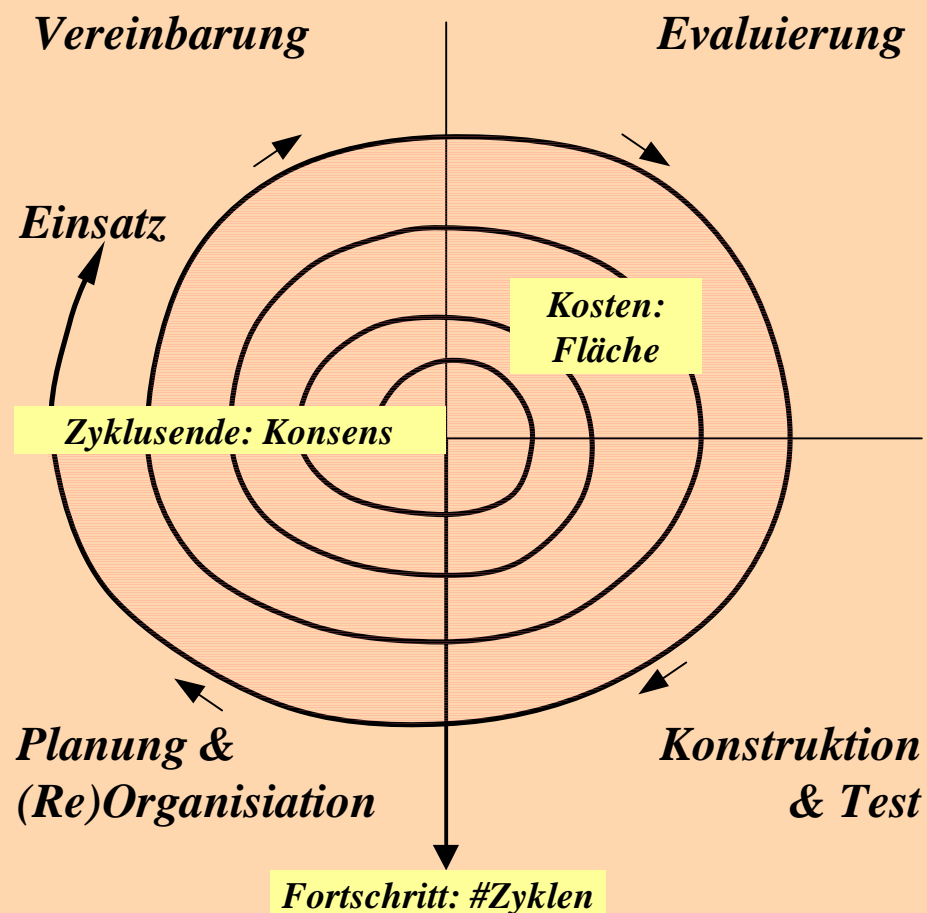 Vereinbarung
Evaluierung
Einsatz
Kosten:
Fläche
Zyklusende: Konsens
Planung &
(Re)Organisiation
Konstruktion
& Test
Fortschritt: #Zyklen